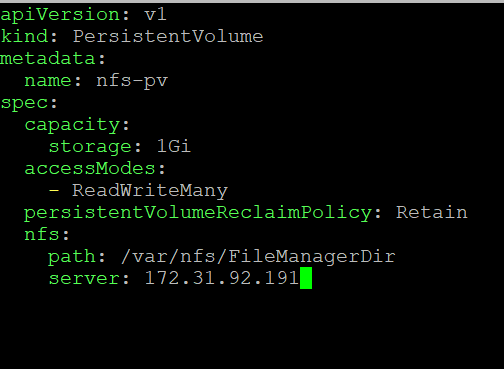 apiVersion: v1
kind: PersistentVolume
metadata:
  name: nfs-pv
spec:
  capacity:
    storage: 1Gi
  accessModes:
    - ReadWriteMany
  persistentVolumeReclaimPolicy: Retain
  nfs:
    path: /var/nfs/FileManagerDir
    server: 172.31.92.191